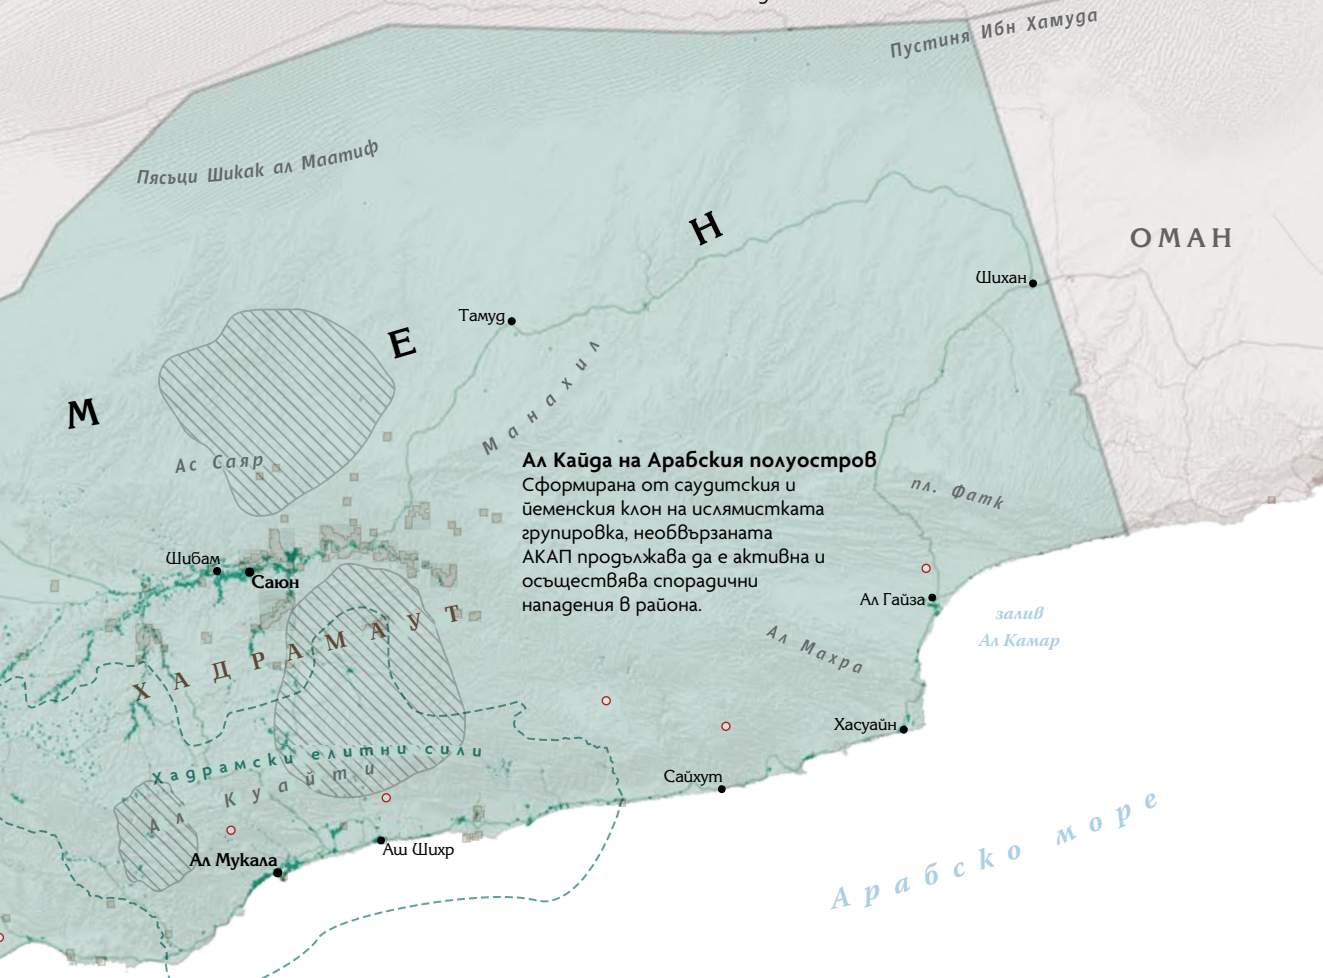 Пустиня Ибн Хамуда
Пясъци Шикак ал Маатиф
Н
ОМАН
Шихан
Тамуд
Е
Манахил
М
Ас Саяр
Ал Кайда на Арабския полуостров
Сформирана от саудитския и
йеменския клон на ислямистката
групировка, необвързаната
АКАП продължава да е активна и
осъществява спорадични
нападения в района.
пл. Фатк
Шибам
Саюн
Ал Гайза
залив
Ал Камар
ХАДРАМАУТ
Ал Махра
Хасуайн
Хадрамски елитни сили
Сайхут
Ал Куайти
Арабско море
Аш Шихр
Ал Мукала